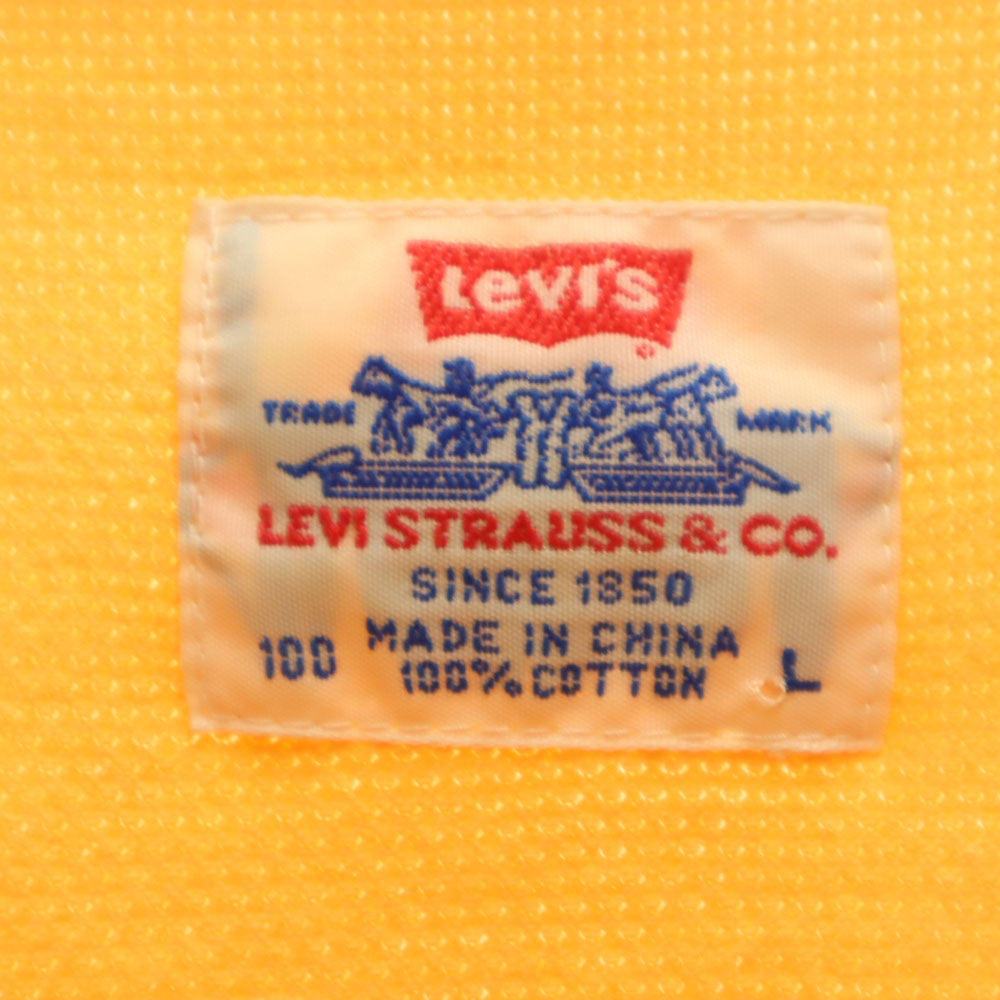 Levi's
®
TRADE MARK
LEVI STRAUSS & CO.
SINCE 1850
MADE IN CHINA
100 100% COTTON L